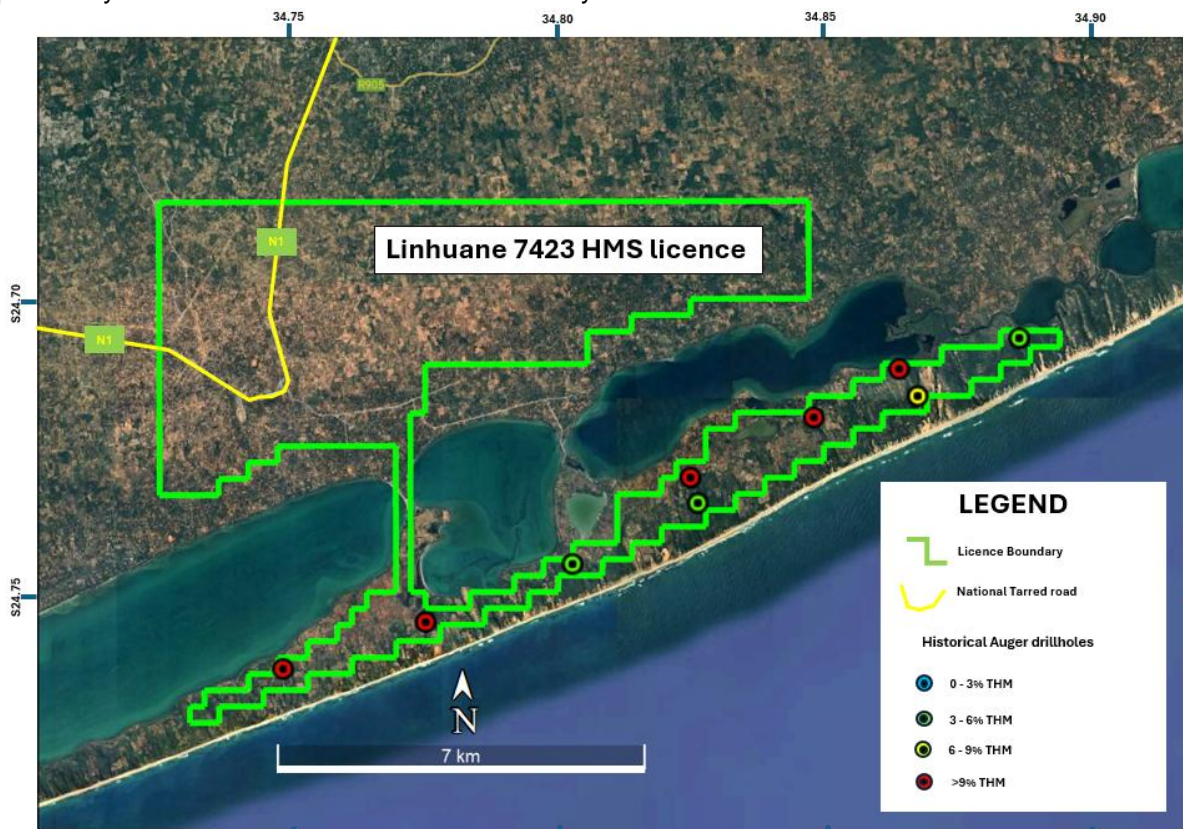 34.75 34.80 34.85 34.90
R905
N1
Linhuane 7423 HMS licence
S24.70
N1
S24.75
N
7 km
LEGEND
Licence Boundary
National Tarred road
Historical Auger drillholes
0 - 3% THM
3 - 6% THM
6 - 9% THM
>9% THM